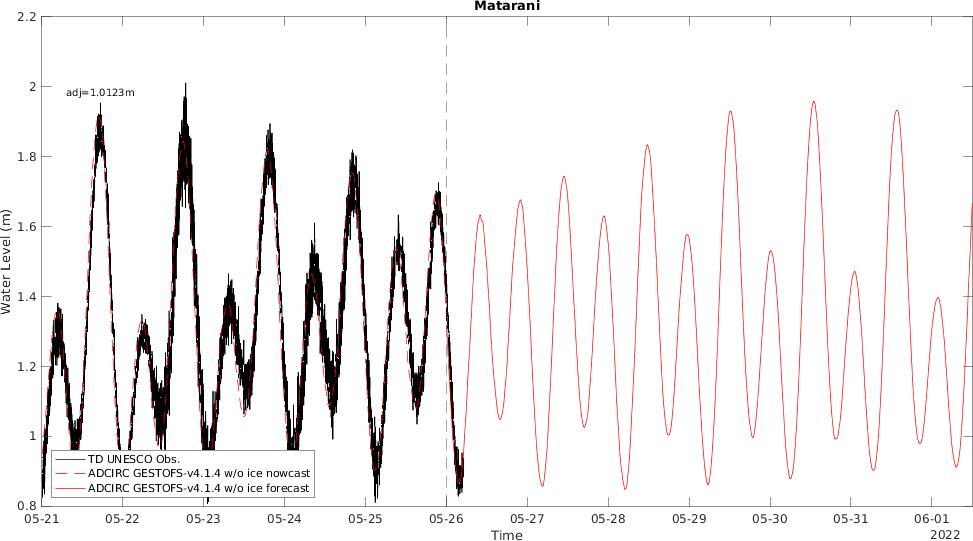 Matarani
2.2
2
1.8
1.6
1.4
1.2
1
0.8
Water Level (m)
adj=1.0123m
TD UNESCO Obs.
ADCIRC GESTOFS-v4.1.4 w/o ice nowcast
ADCIRC GESTOFS-v4.1.4 w/o ice forecast
05-21 05-22 05-23 05-24 05-25 05-26 05-27 05-28 05-29 05-30 05-31 06-01
Time
2022